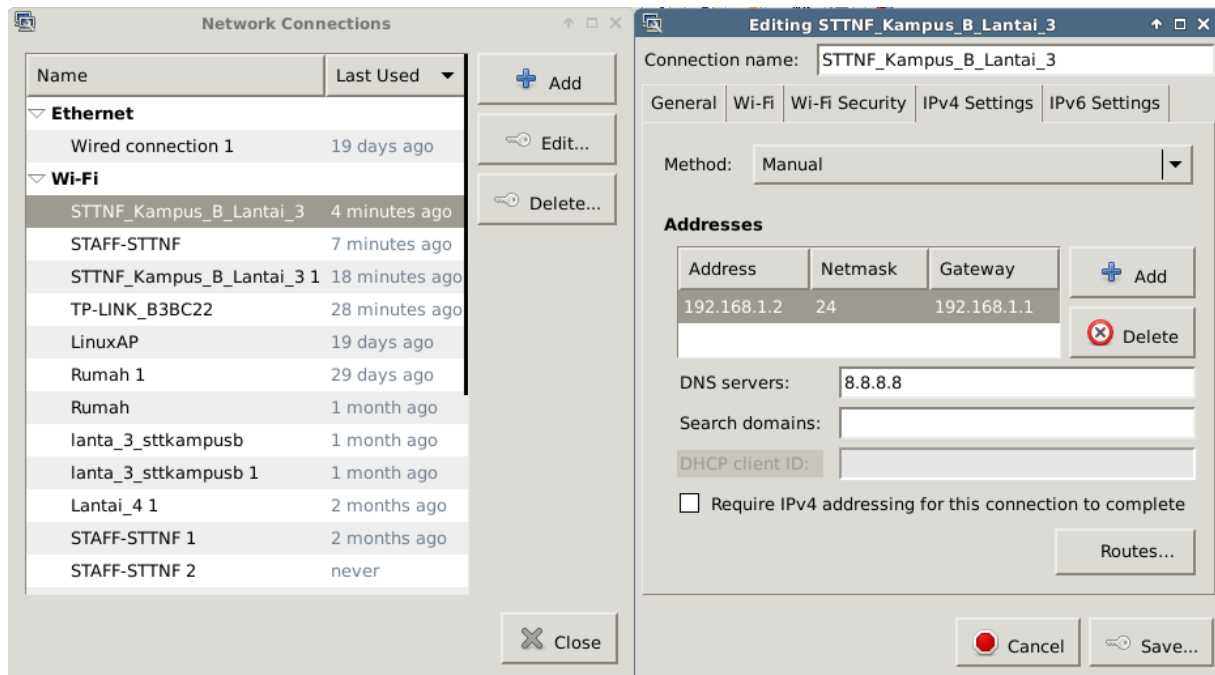 Network Connections
Name Last Used
Ethernet
Wired connection 1 19 days ago
Wi-Fi
STTNF_Kampus_B_Lantai_3 4 minutes ago
STAFF-STTNF 7 minutes ago
STTNF_Kampus_B_Lantai_3 1 18 minutes ago
TP-LINK_B3BC22 28 minutes ago
LinuxAP 19 days ago
Rumah 1 29 days ago
Rumah 1 month ago
lanta_3_sttkampusb 1 month ago
lanta_3_sttkampusb 1 1 month ago
Lantai_4 1 2 months ago
STAFF-STTNF 1 2 months ago
STAFF-STTNF 2 never
Add
Edit...
Delete...
Close
Editing STTNF_Kampus_B_Lantai_3
Connection name: STTNF_Kampus_B_Lantai_3
General Wi-Fi Wi-Fi Security IPv4 Settings IPv6 Settings
Method: Manual
Addresses
Address Netmask Gateway
192.168.1.2 24 192.168.1.1
Add
Delete
DNS servers: 8.8.8.8
Search domains:
DHCP client ID:
Require IPv4 addressing for this connection to complete
Routes...
Cancel Save...